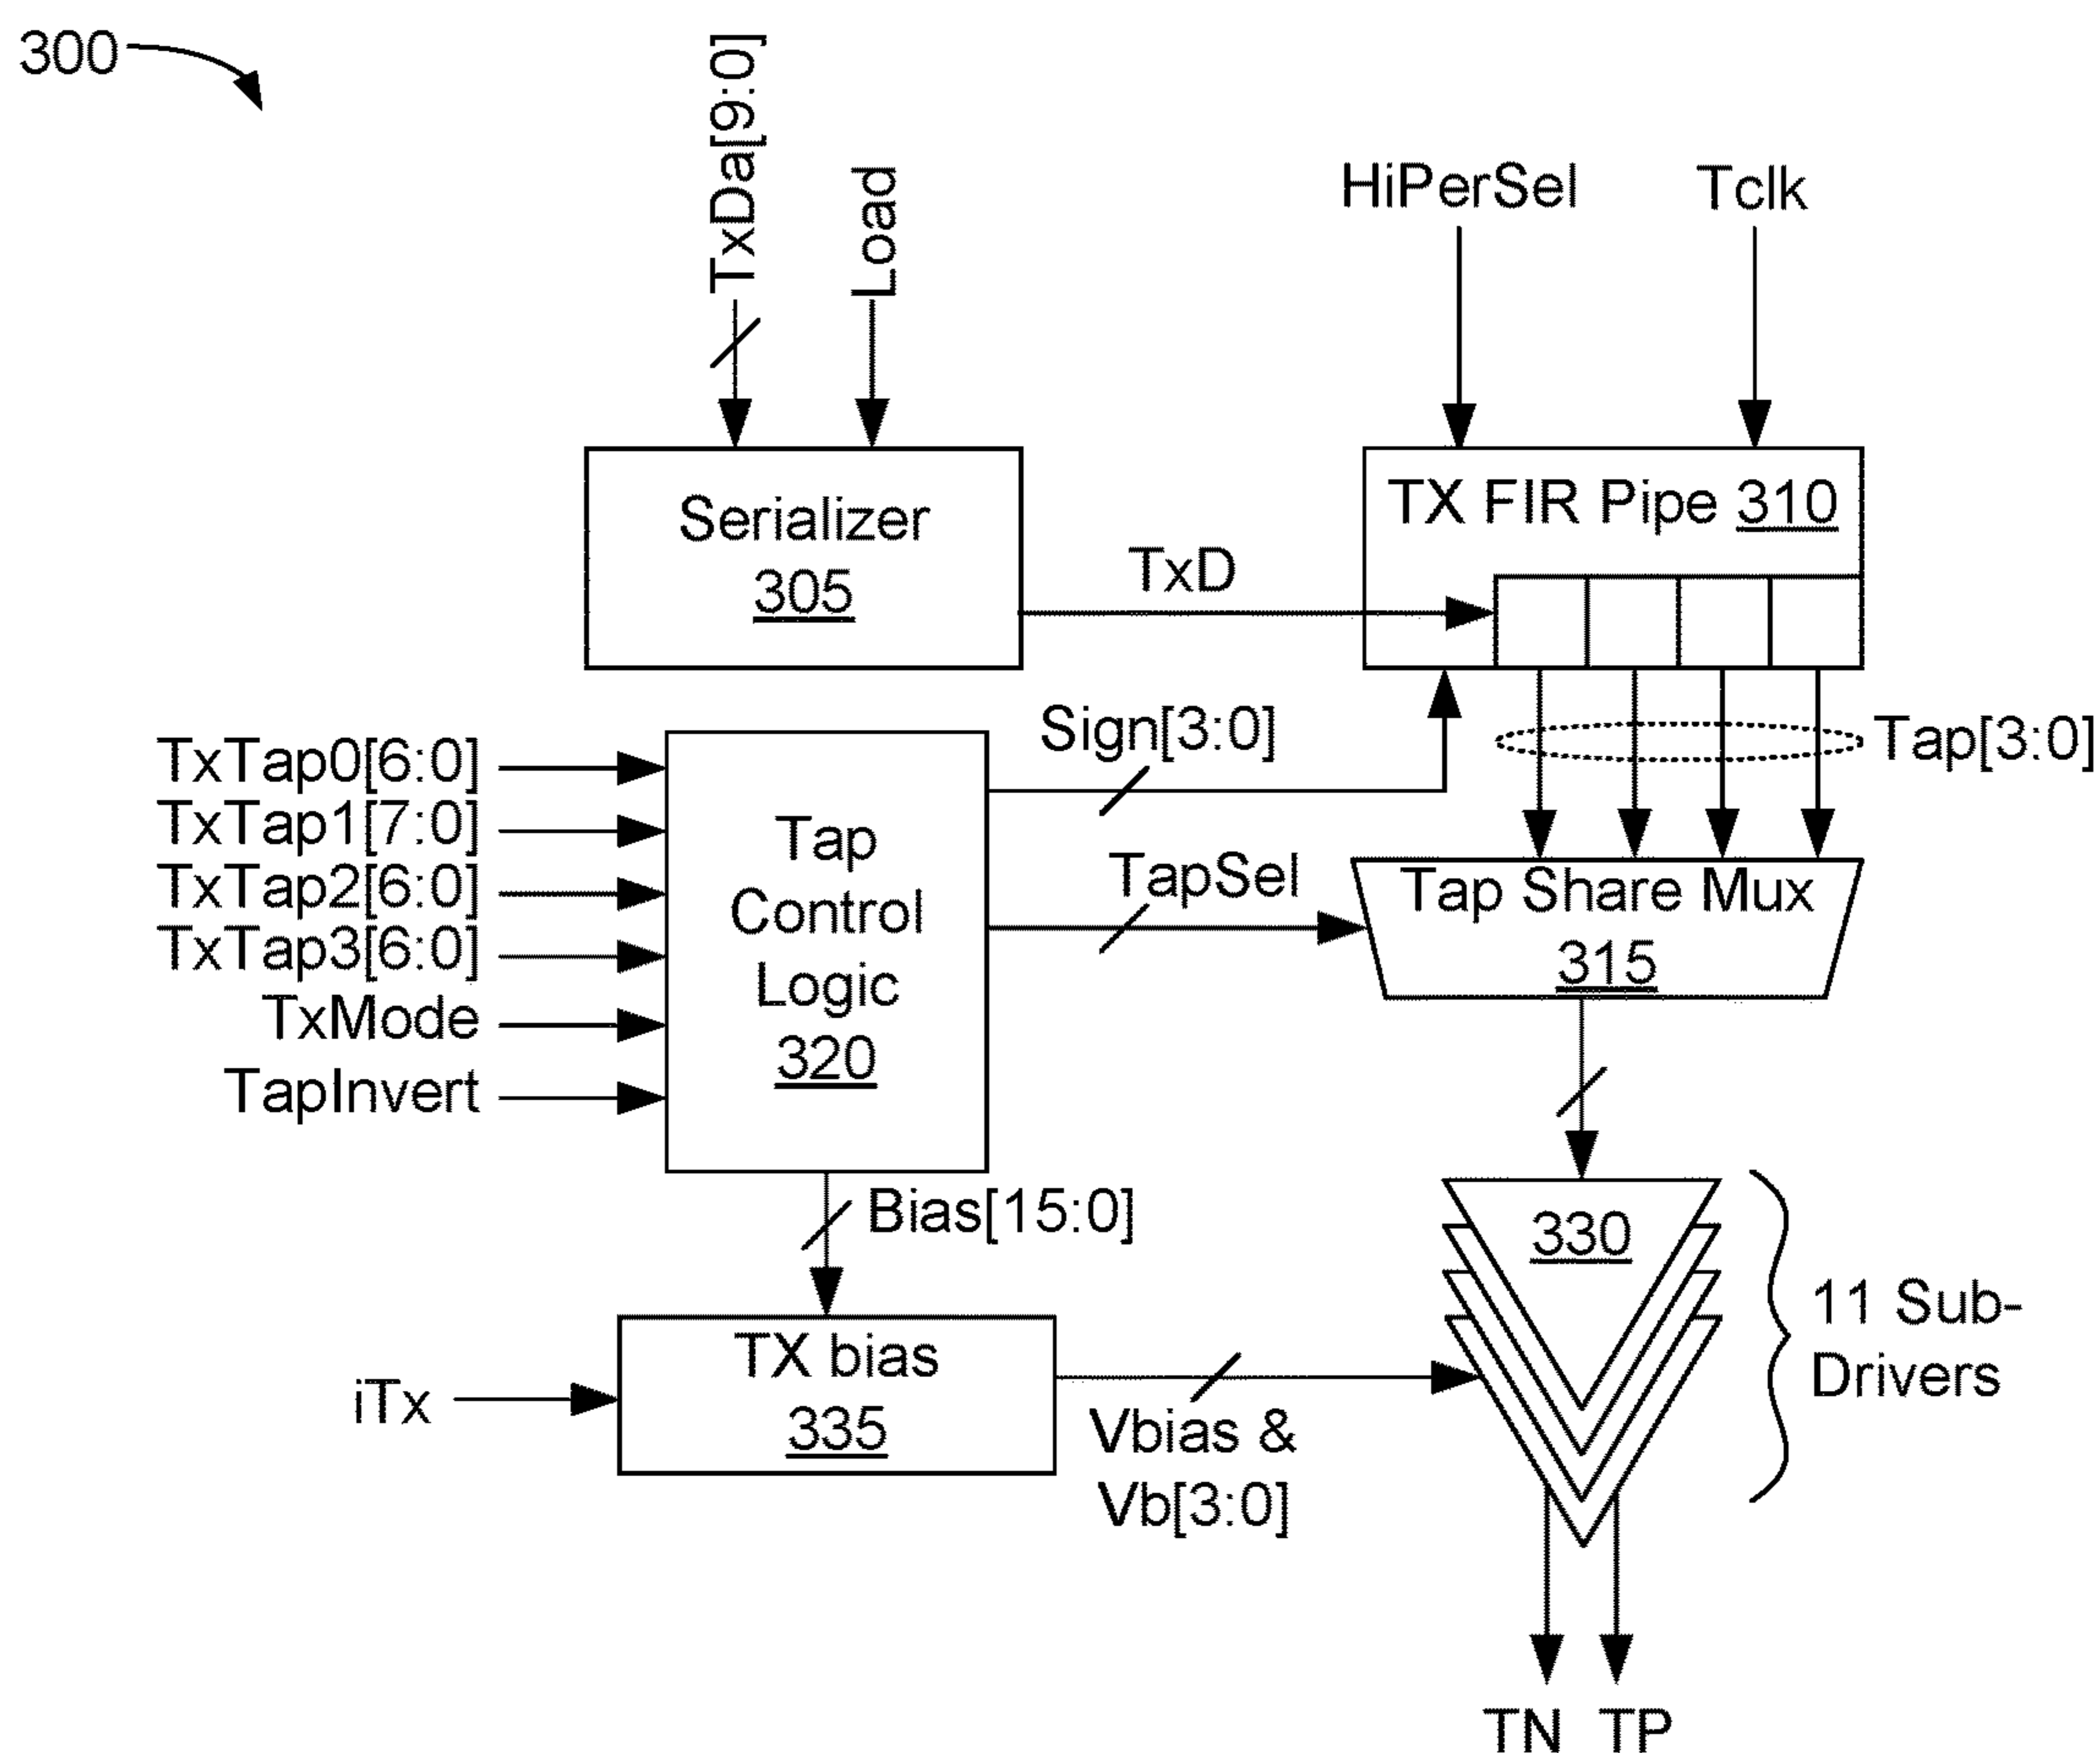 300
TxDa[9:0]
Load
HiPerSel
Tclk
Serializer
305
TxD
TX FIR Pipe 310
Sign[3:0]
Tap[3:0]
TxTap0[6:0]
TxTap1[7:0]
TxTap2[6:0]
TxTap3[6:0]
TxMode
TapInvert
Tap
Control
Logic
320
TapSel
Tap Share Mux
315
Bias[15:0]
330
11 Sub-
Drivers
iTx
TX bias
335
Vbias &
Vb[3:0]
TN TP